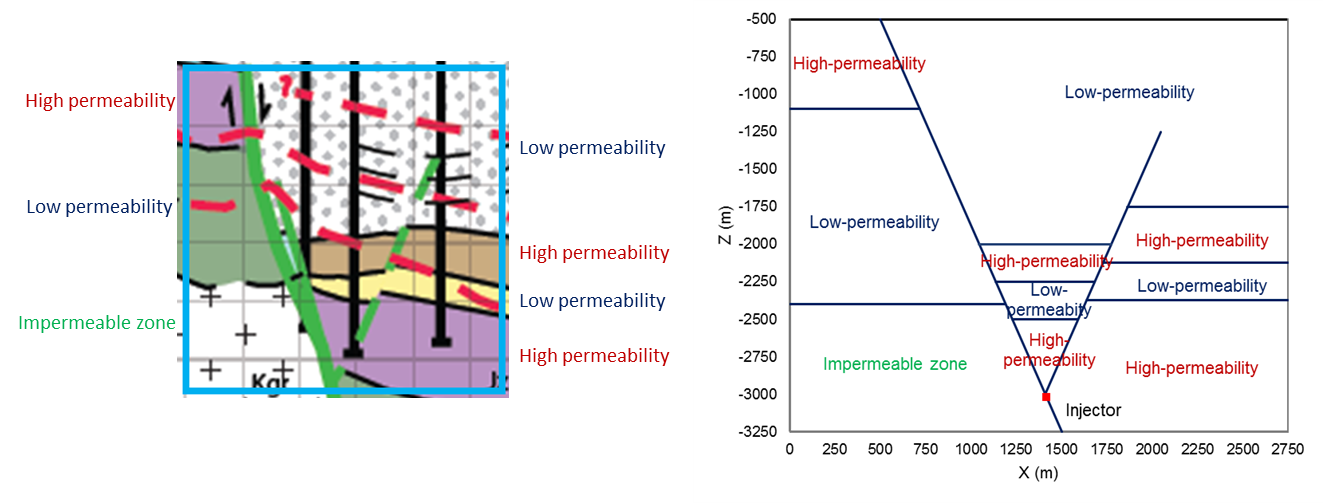 High permeability
Low permeability
Impermeable zone
?
Kgr
Low permeability
High permeability
Low permeability
High permeability
-500
-750
-1000
-1250
-1500
-1750
-2000
-2250
-2500
-2750
-3000
-3250
Z (m)
High-permeability
Low-permeability
Low-permeability
High-permeability
High-permeability
Low-
permeabity
Low-permeability
High-
permeability
Impermeable zone
High-permeability
Injector
0 250 500 750 1000 1250 1500 1750 2000 2250 2500 2750
X (m)